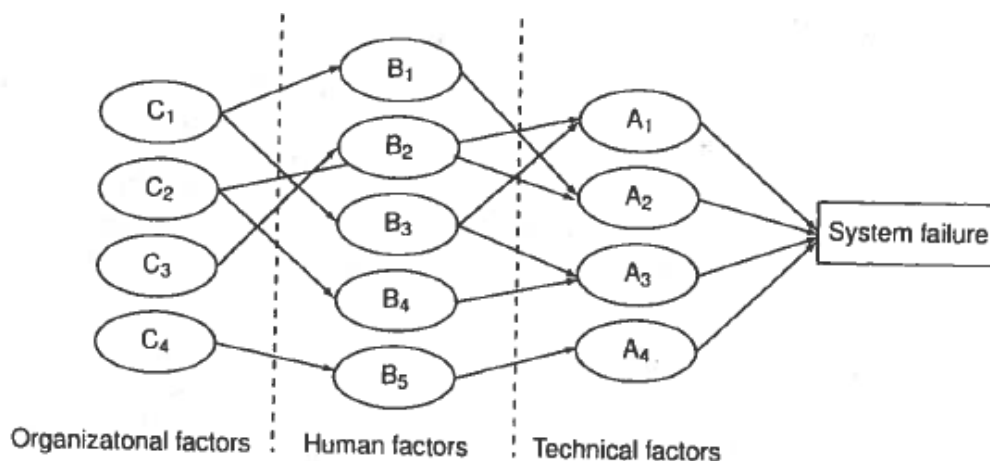 B1
C1
A1
B2
C2
A2
B3
System failure
C3
A3
B4
C4
A4
B5
Organizatonal factors
Human factors
Technical factors